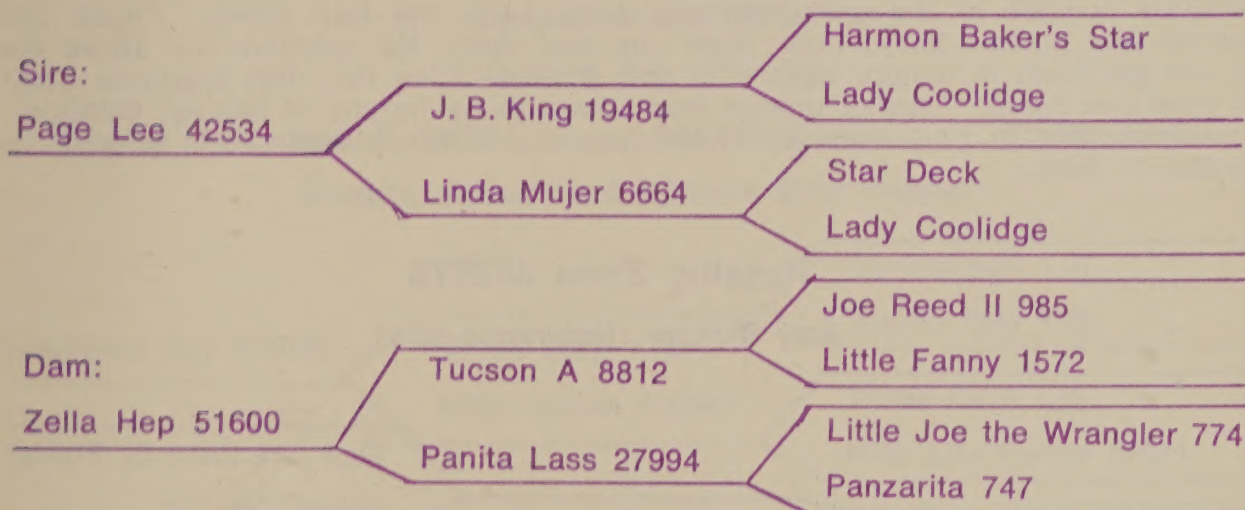 Sire:
Page Lee 42534
J. B. King 19484
Linda Mujer 6664
Harmon Baker's Star
Lady Coolidge
Star Deck
Lady Coolidge
Dam:
Zella Hep 51600
Tucson A 8812
Panita Lass 27994
Joe Reed II 985
Little Fanny 1572
Little Joe the Wrangler 774
Panzarita 747